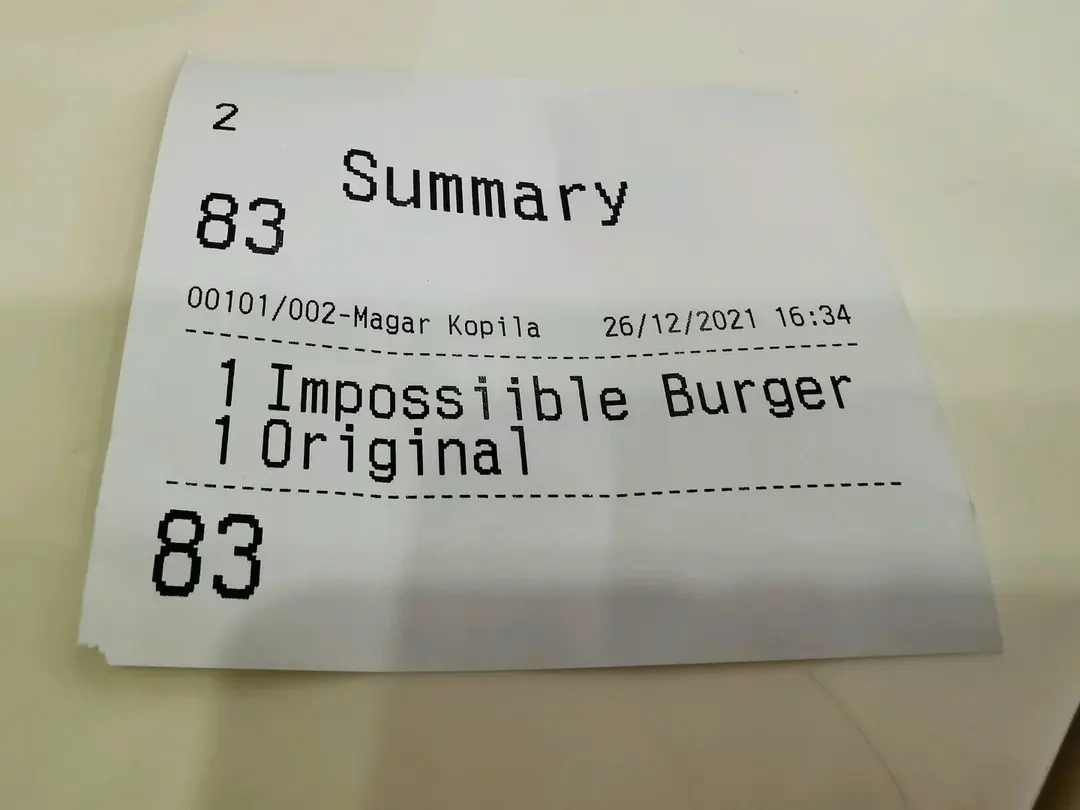 2
Summary
83
00101/002-Magar Kopila 26/12/2021 16:34
1 Impossiible Burger
1 Original
83